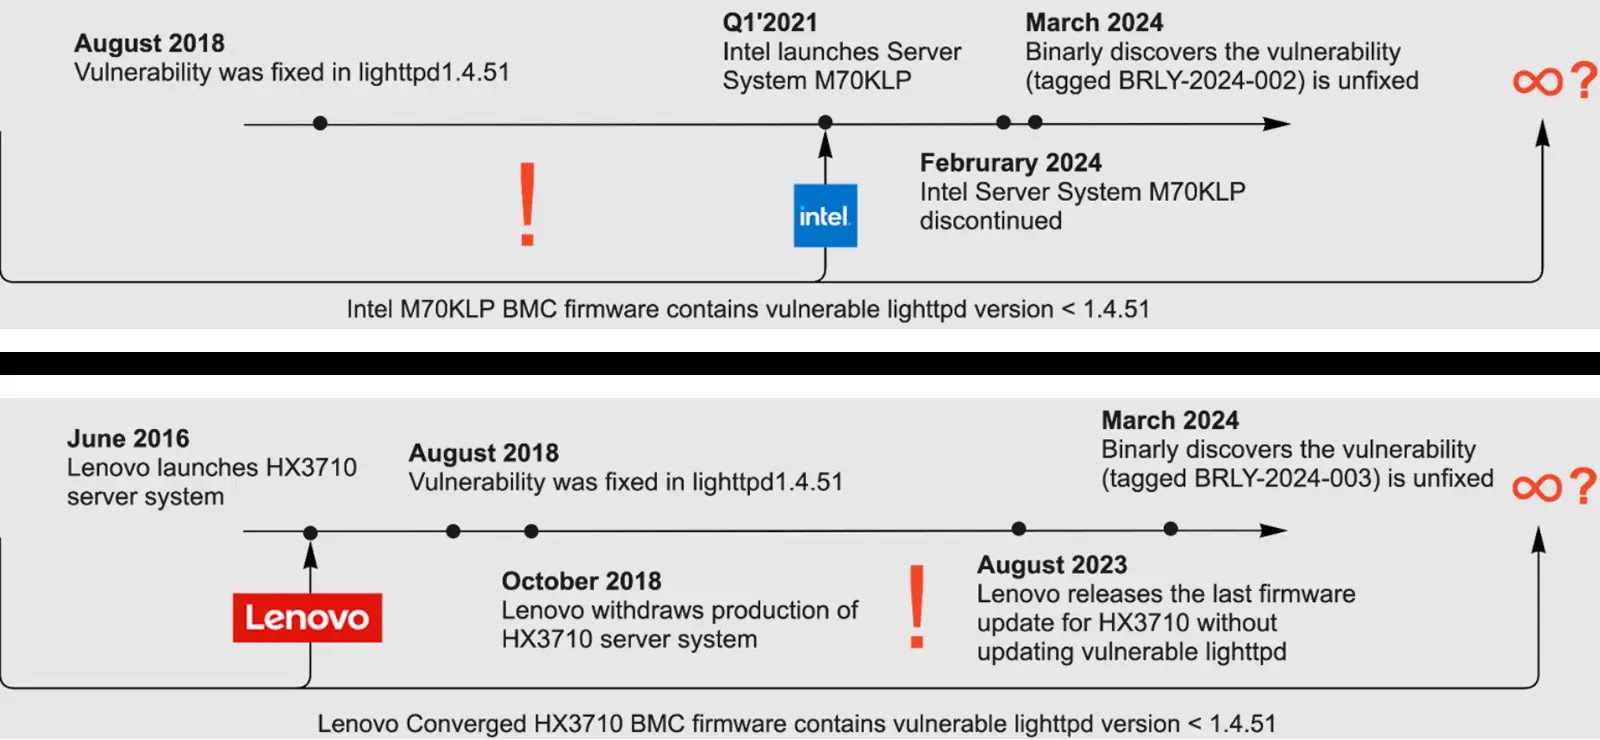 August 2018
Vulnerability was fixed in lighttpd1.4.51
Q1'2021
Intel launches Server
System M70KLP
March 2024
Binarly discovers the vulnerability
(tagged BRLY-2024-002) is unfixed
∞?
Februrary 2024
Intel Server System M70KLP
discontinued
!
intel.
Intel M70KLP BMC firmware contains vulnerable lighttpd version < 1.4.51
June 2016
Lenovo launches HX3710
server system
August 2018
Vulnerability was fixed in lighttpd1.4.51
March 2024
Binarly discovers the vulnerability
(tagged BRLY-2024-003) is unfixed
∞?
Lenovo
October 2018
Lenovo withdraws production of
HX3710 server system
!
August 2023
Lenovo releases the last firmware
update for HX3710 without
updating vulnerable lighttpd
Lenovo Converged HX3710 BMC firmware contains vulnerable lighttpd version < 1.4.51